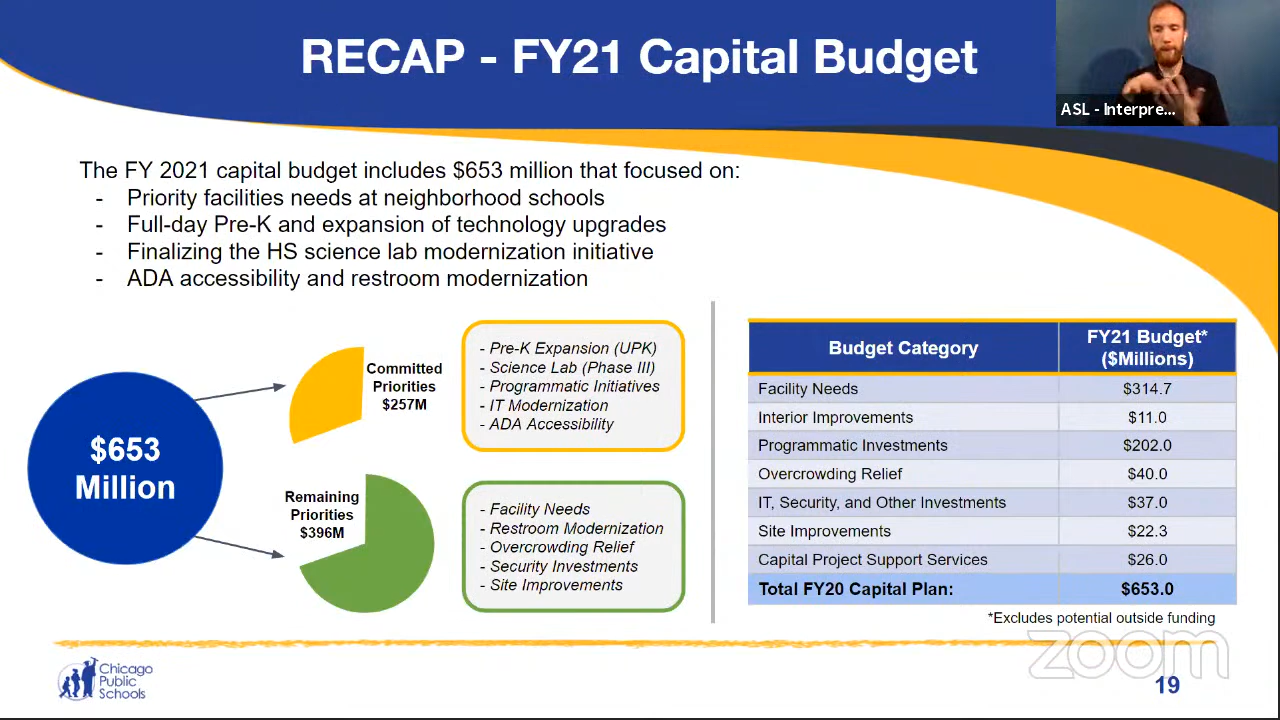 RECAP - FY21 Capital Budget
ASL - Interpre...
The FY 2021 capital budget includes $653 million that focused on:
- Priority facilities needs at neighborhood schools
- Full-day Pre-K and expansion of technology upgrades
- Finalizing the HS science lab modernization initiative
- ADA accessibility and restroom modernization
$653
Million
Committed
Priorities
$257M
- Pre-K Expansion (UPK)
- Science Lab (Phase III)
- Programmatic Initiatives
- IT Modernization
- ADA Accessibility
Remaining
Priorities
$396M
- Facility Needs
- Restroom Modernization
- Overcrowding Relief
- Security Investments
- Site Improvements
Budget Category FY21 Budget*
($Millions)
Facility Needs $314.7
Interior Improvements $11.0
Programmatic Investments $202.0
Overcrowding Relief $40.0
IT, Security, and Other Investments $37.0
Site Improvements $22.3
Capital Project Support Services $26.0
Total FY20 Capital Plan: $653.0
*Excludes potential outside funding
zoom
Chicago
Public
Schools
19